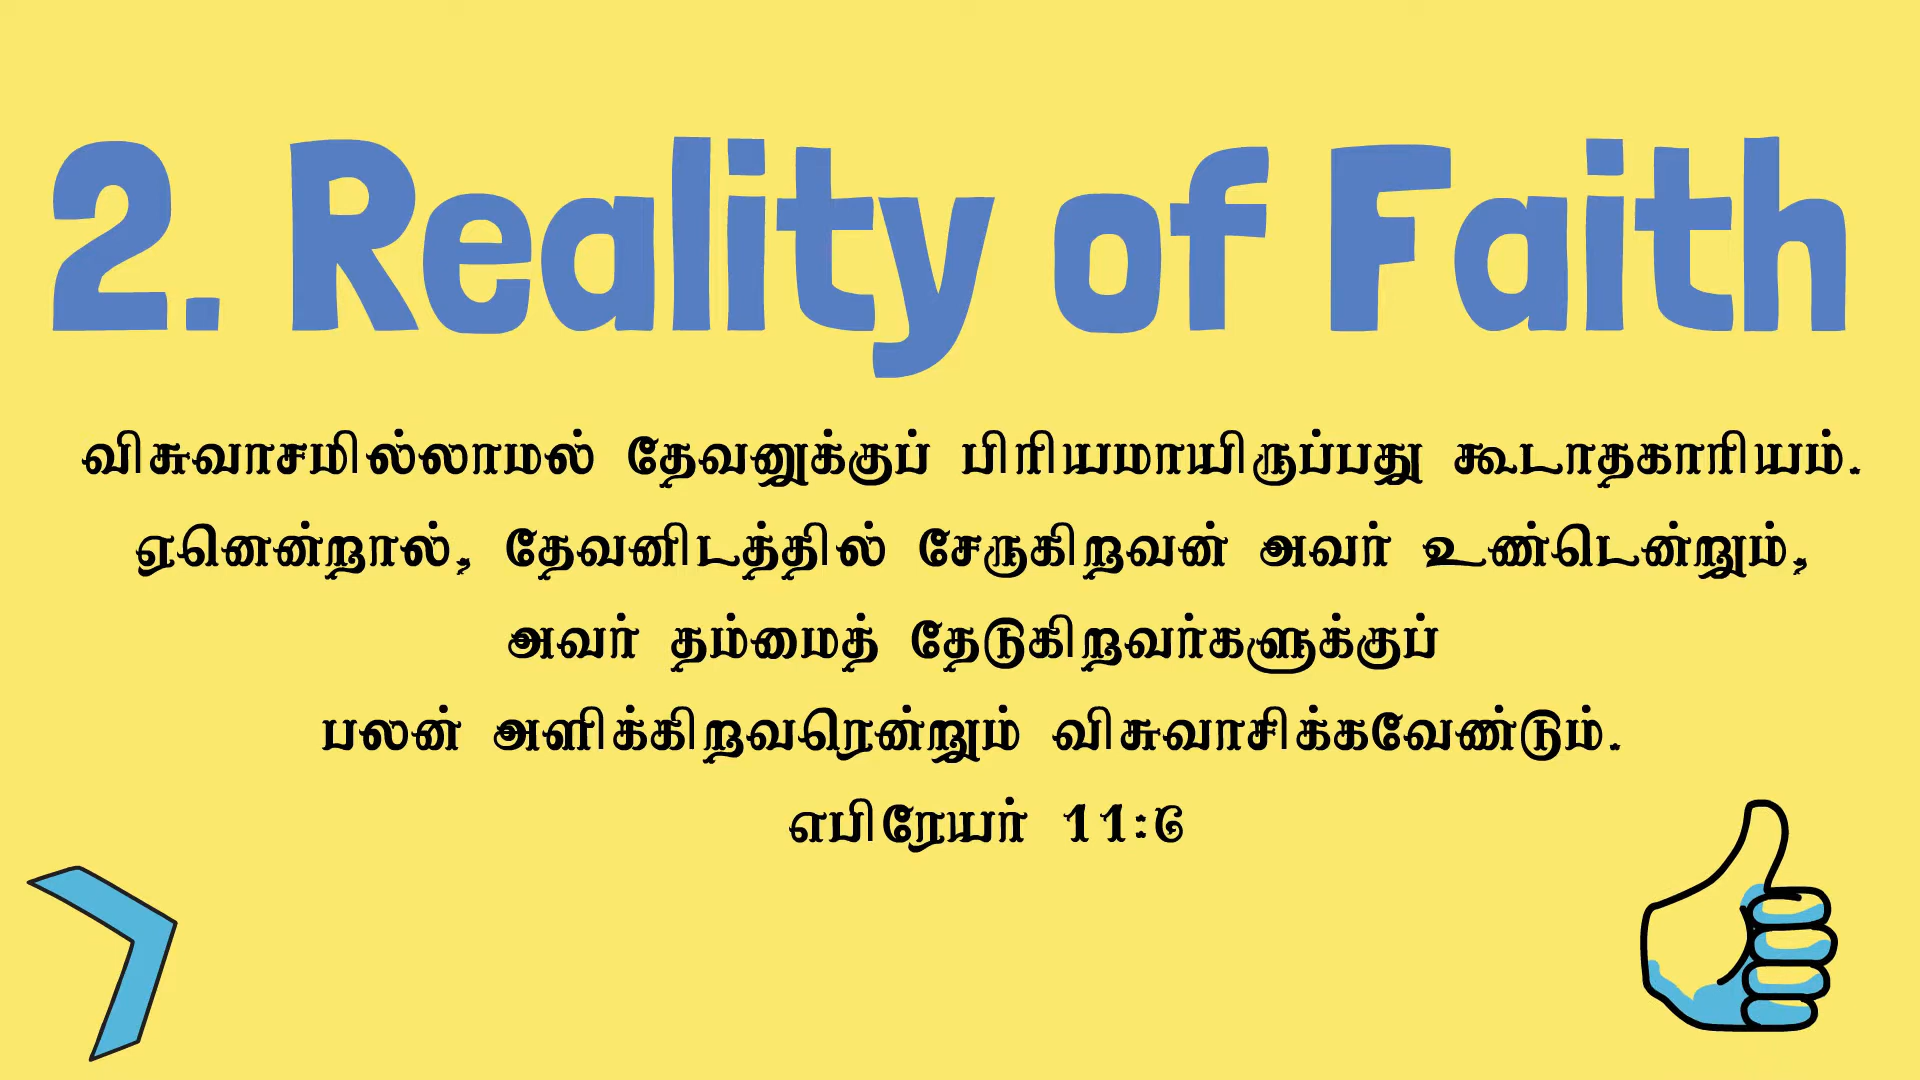 2. Reality of Faith
விசுவாசமில்லாமல் தேவனுக்குப் பிரியமாயிருப்பது கூடாதகாரியம்.
ஏனென்றால், தேவனிடத்தில் சேருகிறவன் அவர் உண்டென்றும்,
அவர் தம்மைத் தேடுகிறவர்களுக்குப்
பலன் அளிக்கிறவரென்றும் விசுவாசிக்கவேண்டும்.
எபிரேயர் 11:6